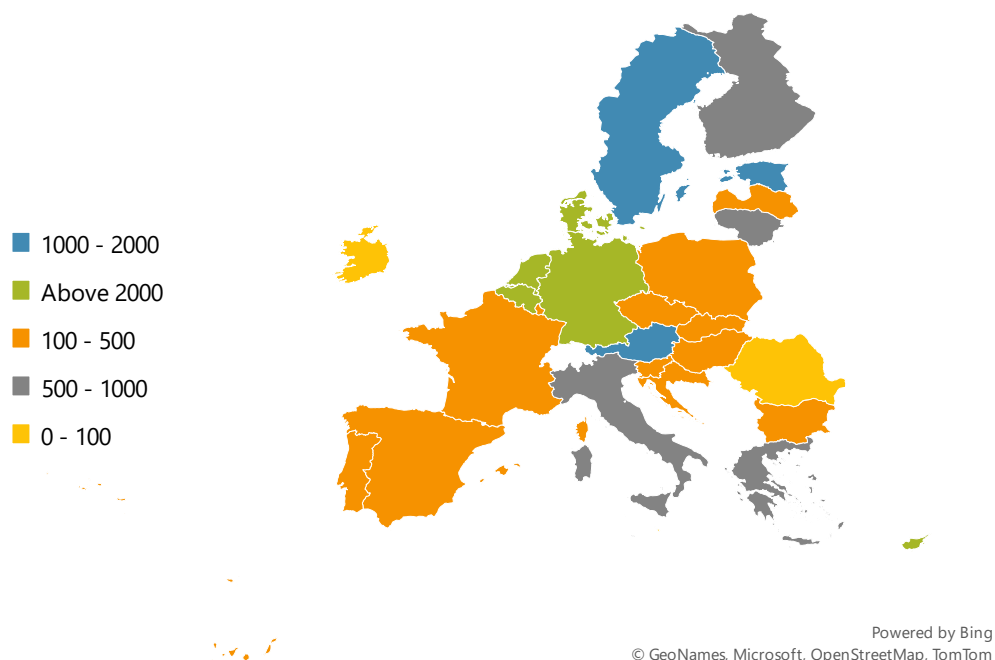 1000 - 2000
Above 2000
100 - 500
500 - 1000
0 - 100
Powered by Bing
© GeoNames, Microsoft, OpenStreetMap, TomTom